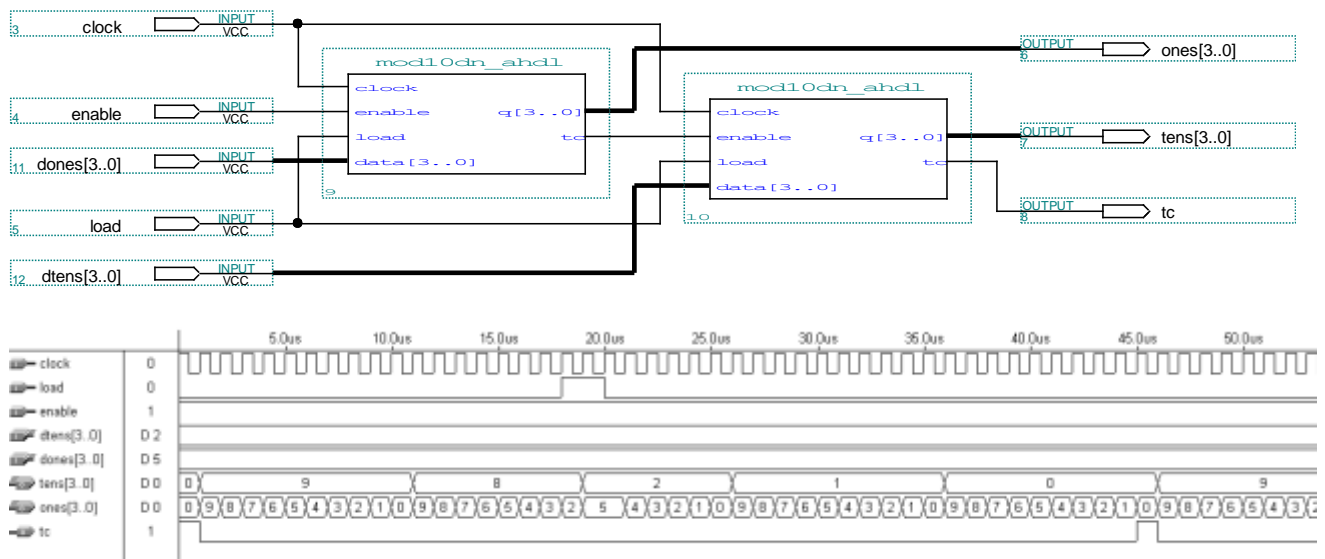 3 clock INPUT VCC
4 enable INPUT VCC
11 dones[3..0] INPUT VCC
5 load INPUT VCC
12 dtens[3..0] INPUT VCC
mod10dn_ahdl
clock
enable q[3..0]
load tc
data[3..0]
9
mod10dn_ahdl
clock
enable q[3..0]
load tc
data[3..0]
10
OUTPUT 6 ones[3..0]
OUTPUT 7 tens[3..0]
OUTPUT 8 tc
5.0us 10.0us 15.0us 20.0us 25.0us 30.0us 35.0us 40.0us 45.0us 50.0us
clock 0
load 0
enable 1
dtens[3..0] D 2
dones[3..0] D 5
tens[3..0] D 0 0 9 8 2 1 0 9
ones[3..0] D 0 0 9 8 7 6 5 4 3 2 1 0 9 8 7 6 5 4 3 2 5 4 3 2 1 0 9 8 7 6 5 4 3 2 1 0 9 8 7 6 5 4 3 2 1 0 9 8 7 6 5 4 3 2
tc 1